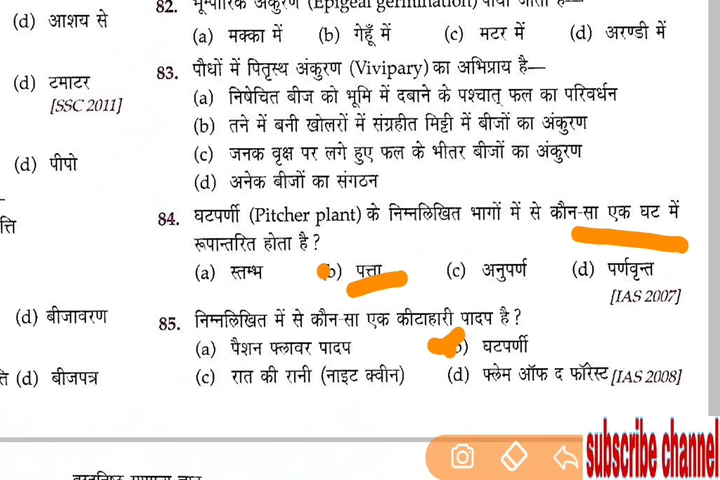 (d) आशय से
(d) टमाटर
[SSC 2011]
(d) पीपो
त्ति
(d) बीजावरण
ते (d) बीजपत्र
82. भूम्योपरिक अंकुरण (Epigeal germination) पाया जाता है—
(a) मक्का में (b) गेहूँ में (c) मटर में (d) अरण्डी में
83. पौधों में पितृस्थ अंकुरण (Vivipary) का अभिप्राय है—
(a) निषेचित बीज को भूमि में दबाने के पश्चात् फल का परिवर्धन
(b) तने में बनी खोलरों में संग्रहीत मिट्टी में बीजों का अंकुरण
(c) जनक वृक्ष पर लगे हुए फल के भीतर बीजों का अंकुरण
(d) अनेक बीजों का संगठन
84. घटपर्णी (Pitcher plant) के निम्नलिखित भागों में से कौन-सा एक घट में
रूपान्तरित होता है ?
(a) स्तम्भ (b) पत्ता (c) अनुपर्ण (d) पर्णवृन्त
[IAS 2007]
85. निम्नलिखित में से कौन-सा एक कीटाहारी पादप है ?
(a) पैशन फ्लावर पादप (b) घटपर्णी
(c) रात की रानी (नाइट क्वीन) (d) फ्लेम ऑफ द फॉरेस्ट [IAS 2008]
subscribe channel